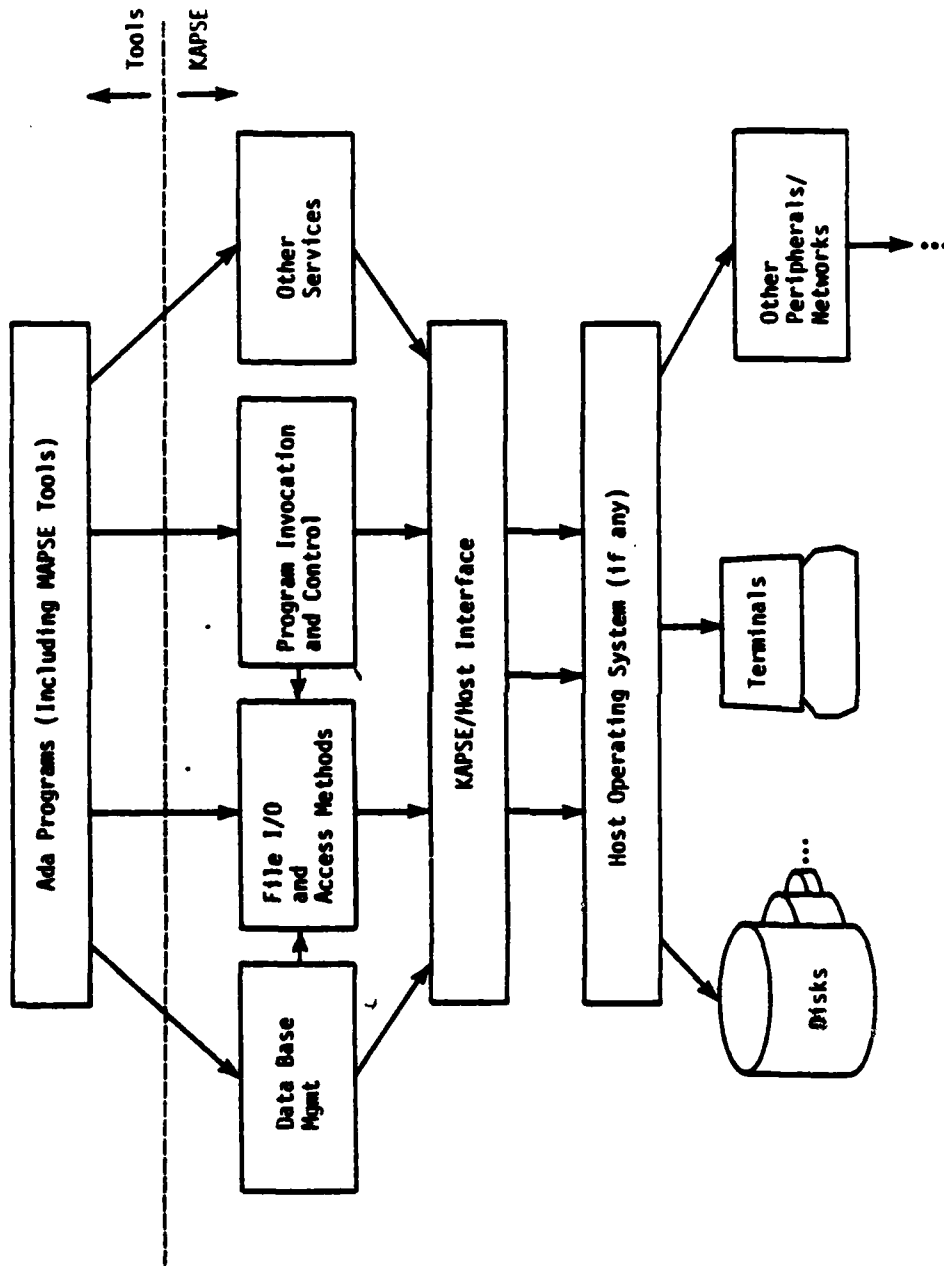 Ada Programs (Including MAPSE Tools)
Tools
KAPSE
Data Base
Mgmt
File I/O
and
Access Methods
Program Invocation
and Control
Other
Services
KAPSE/Host Interface
Host Operating System (if any)
Disks
...
Terminals
Other
Peripherals/
Networks
...